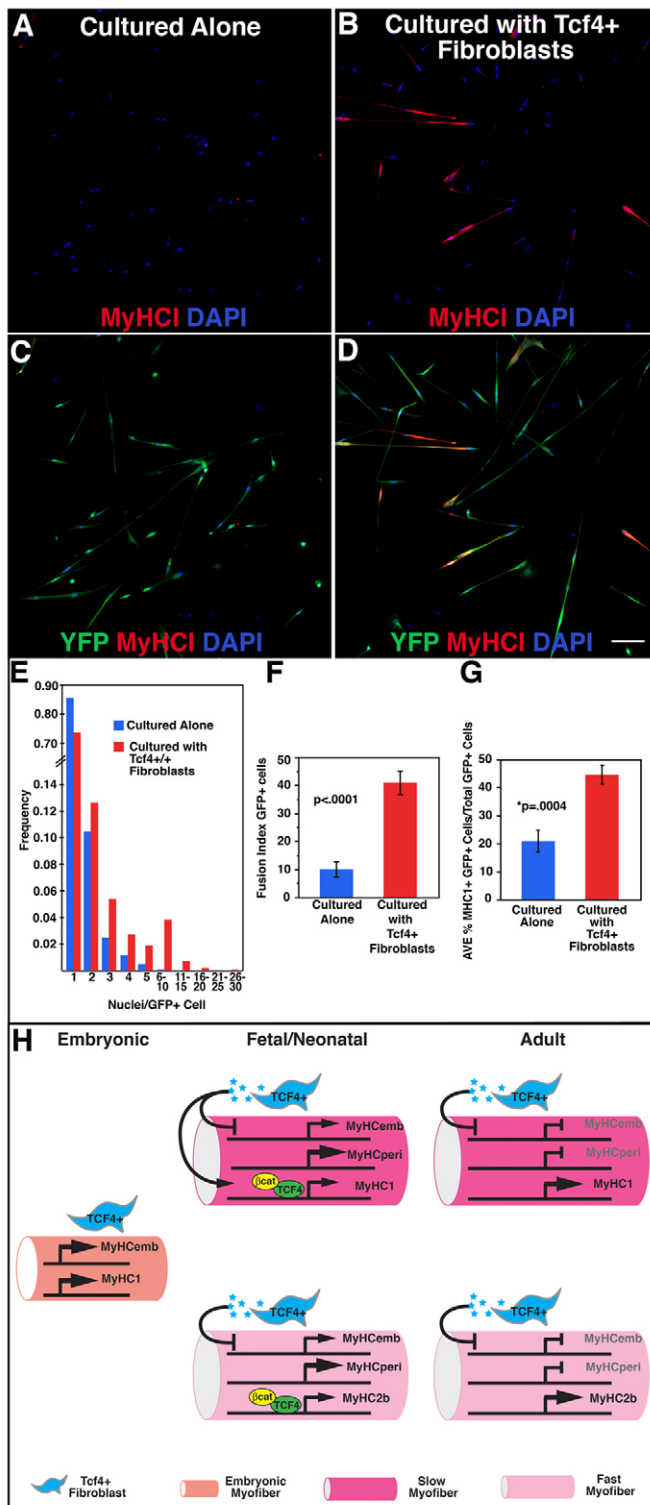 A
Cultured Alone
B
Cultured with Tcf4+
Fibroblasts
MyHCI DAPI
MyHCI DAPI
C
D
YFP MyHCI DAPI
YFP MyHCI DAPI
E
0.90
0.70
0.14
0.12
0.10
0.08
0.06
0.04
0.02
Frequency
Cultured Alone
Cultured with
Tcf4+/+
Fibroblasts
1
2
3
4
5
6-
10
11-
15
16-
20
21-
25
26-
30
Nuclei/GFP+ Cell
F
Fusion Index GFP+ cells
50
40
30
20
10
0
p<.0001
Cultured
Alone
Cultured
with
Tcf4+
Fibroblasts
G
AVE % MHC1+ GFP+ Cells/Total GFP+ Cells
50
40
30
20
10
0
*p=.0004
Cultured
Alone
Cultured
with
Tcf4+
Fibroblasts
H
Embryonic
Fetal/Neonatal
Adult
TCF4+
MyHCemb
MyHCperi
βcat
TCF4
MyHC1
TCF4+
MyHCemb
MyHCperi
MyHC1
TCF4+
MyHCemb
MyHC1
TCF4+
MyHCemb
MyHCperi
βcat
TCF4
MyHC2b
TCF4+
MyHCemb
MyHCperi
MyHC2b
Tcf4+
Fibroblast
Embryonic
Myofiber
Slow
Myofiber
Fast
Myofiber